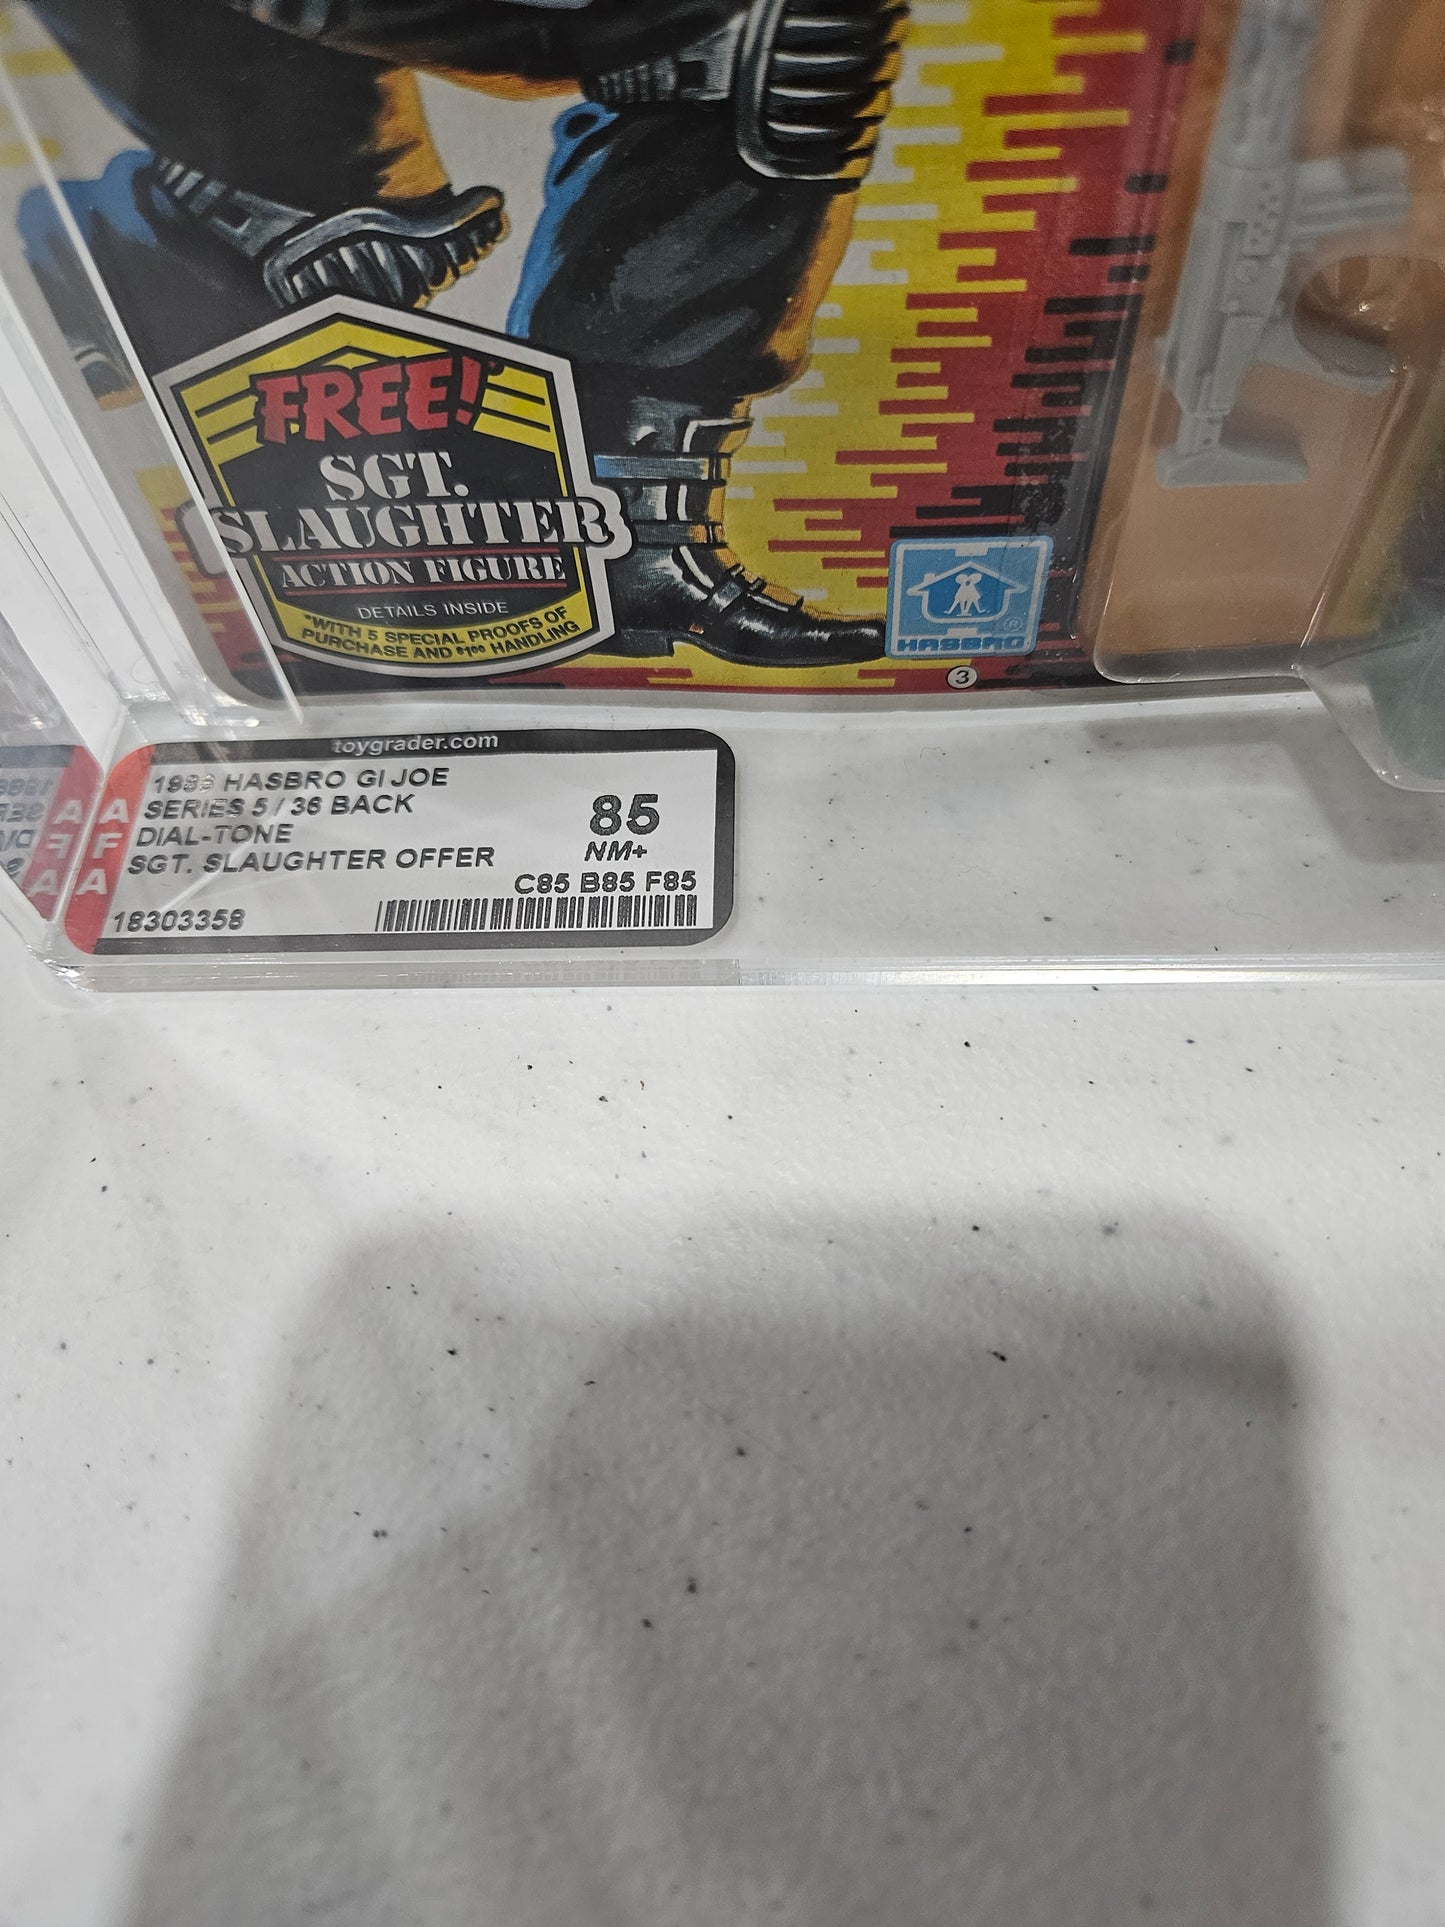 FREE!
SGT.
SLAUGHTER
ACTION FIGURE
DETAILS INSIDE
*WITH 5 SPECIAL PROOFS OF
PURCHASE AND $1⁰⁰ HANDLING
HASBRO
®
3
toygrader.com
AFA
1986 HASBRO GI JOE
SERIES 5 / 36 BACK
DIAL-TONE
SGT. SLAUGHTER OFFER
85
NM+
C85 B85 F85
18303358